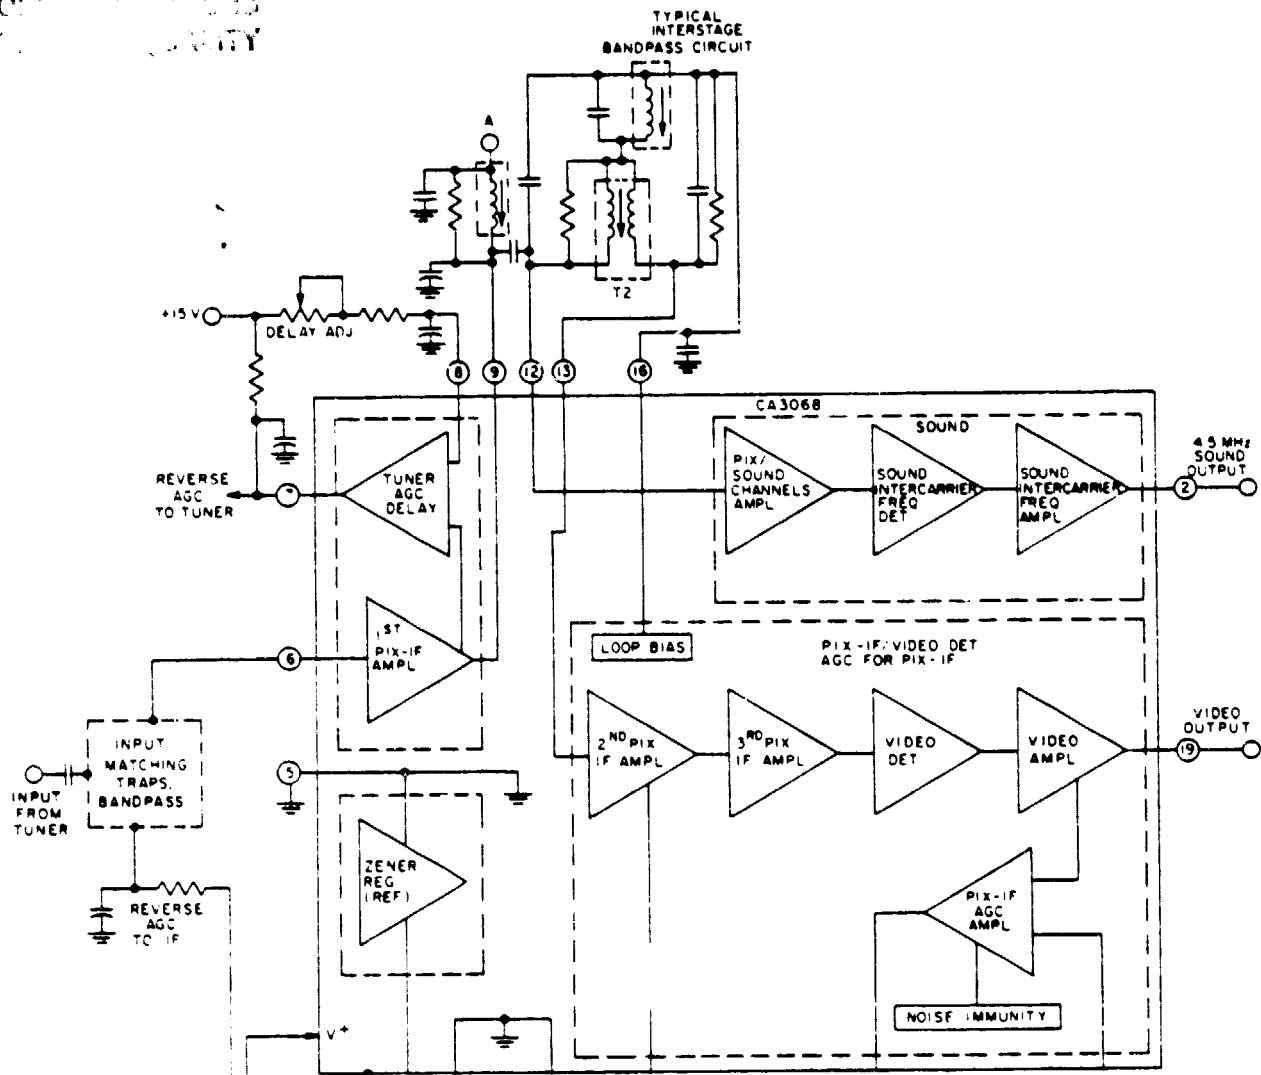 TYPICAL
INTERSTAGE
BANDPASS CIRCUIT
A
T2
+15 V
DELAY ADJ
8
9
12
13
16
CA3068
SOUND
4.5 MHz
SOUND
OUTPUT
REVERSE
AGC
TO TUNER
TUNER
AGC
DELAY
PIX/
SOUND
CHANNELS
AMPL
SOUND
INTERCARRIER
FREQ
DET
SOUND
INTERCARRIER
FREQ
AMPL
2
6
1ST
PIX-IF
AMPL
LOOP BIAS
PIX-IF/VIDEO DET
AGC FOR PIX-IF
INPUT
MATCHING
TRAPS,
BANDPASS
INPUT
FROM
TUNER
5
2ND PIX
IF AMPL
3RD PIX
IF AMPL
VIDEO
DET
VIDEO
AMPL
19
VIDEO
OUTPUT
ZENER
REG
(REF)
REVERSE
AGC
TO IF
PIX-IF
AGC
AMPL
NOISE IMMUNITY
V+